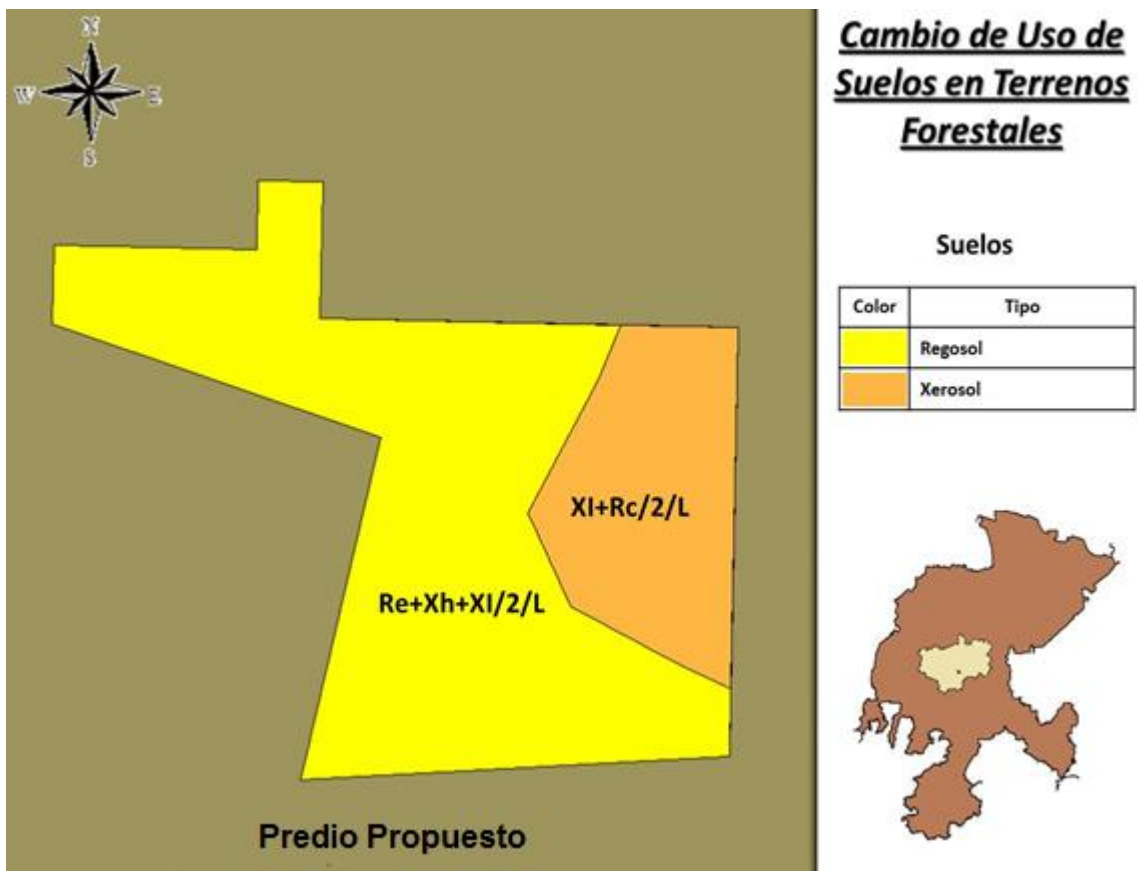 N
W E
S
Re+Xh+Xl/2/L
Xl+Rc/2/L
Predio Propuesto
Cambio de Uso de
Suelos en Terrenos
Forestales
Suelos
Color Tipo
Regosol
Xerosol